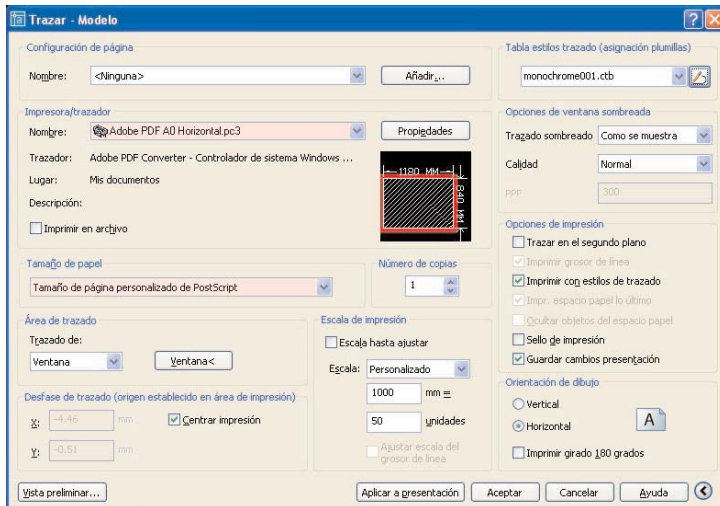 Trazar - Modelo
Configuración de página
Nombre: <Ninguna> Añadir...
Impresora/trazador
Nombre: Adobe PDF A0 Horizontal.pc3 Propiedades
Trazador: Adobe PDF Converter - Controlador de sistema Windows ...
Lugar: Mis documentos
Descripción:
Imprimir en archivo
1180 MM
840 MM
Tamaño de papel
Tamaño de página personalizado de PostScript
Número de copias
1
Área de trazado
Trazado de:
Ventana Ventana<
Desfase de trazado (origen establecido en área de impresión)
X: -4.46 mm Centrar impresión
Y: -0.51 mm
Escala de impresión
Escala hasta ajustar
Escala: Personalizado
1000 mm =
50 unidades
Ajustar escala del
grosor de línea
Tabla estilos trazado (asignación plumillas)
monochrome001.ctb
Opciones de ventana sombreada
Trazado sombreado Como se muestra
Calidad Normal
ppp 300
Opciones de impresión
Trazar en el segundo plano
Imprimir grosor de línea
Imprimir con estilos de trazado
Impr. espacio papel lo último
Ocultar objetos del espacio papel
Sello de impresión
Guardar cambios presentación
Orientación de dibujo
Vertical
Horizontal
A
Imprimir girado 180 grados
Vista preliminar... Aplicar a presentación Aceptar Cancelar Ayuda